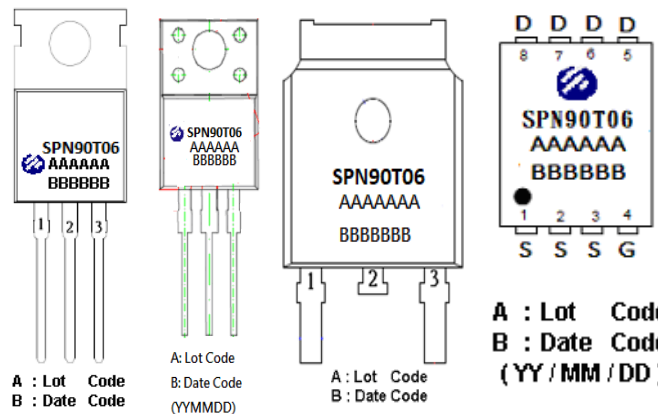 SPN90T06
AAAAAA
BBBBBB
1 2 3
A : Lot Code
B : Date Code
SPN90T06
AAAAAA
BBBBBB
A: Lot Code
B: Date Code
(YYMMDD)
SPN90T06
AAAAAAA
BBBBBBB
1 2 3
A : Lot Code
B : Date Code
D D D D
8 7 6 5
SPN90T06
AAAAAA
BBBBBB
1 2 3 4
S S S G
A : Lot Code
B : Date Code
( YY / MM / DD )